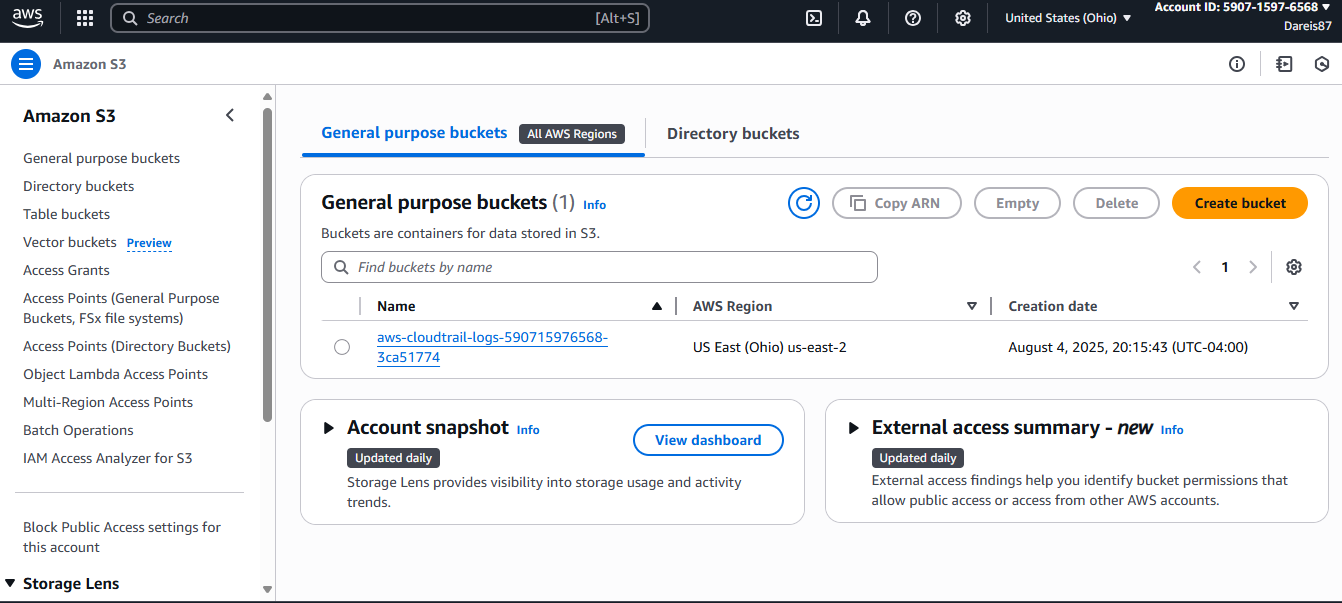 aws
Search
[Alt+S]
United States (Ohio) ▼
Account ID: 5907-1597-6568 ▼
Dareis87
Amazon S3
Amazon S3
General purpose buckets
Directory buckets
Table buckets
Vector buckets Preview
Access Grants
Access Points (General Purpose
Buckets, FSx file systems)
Access Points (Directory Buckets)
Object Lambda Access Points
Multi-Region Access Points
Batch Operations
IAM Access Analyzer for S3
Block Public Access settings for
this account
Storage Lens
General purpose buckets All AWS Regions
Directory buckets
General purpose buckets (1) Info
Copy ARN
Empty
Delete
Create bucket
Buckets are containers for data stored in S3.
Find buckets by name
1
Name
AWS Region
Creation date
aws-cloudtrail-logs-590715976568-
3ca51774
US East (Ohio) us-east-2
August 4, 2025, 20:15:43 (UTC-04:00)
Account snapshot Info
Updated daily
View dashboard
Storage Lens provides visibility into storage usage and activity
trends.
External access summary - new Info
Updated daily
External access findings help you identify bucket permissions that
allow public access or access from other AWS accounts.